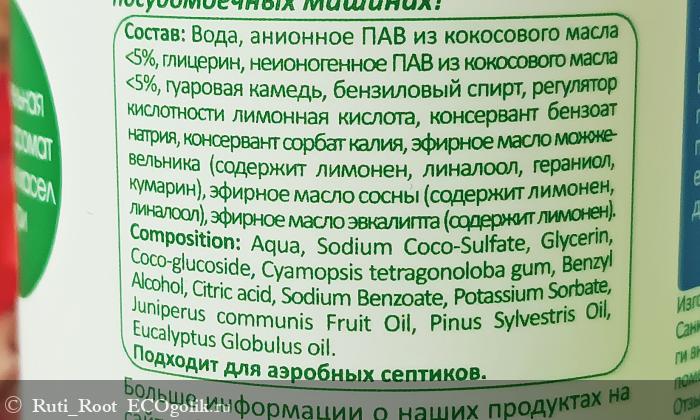 посудомоечных машинах!
Состав: Вода, анионное ПАВ из кокосового масла
<5%, глицерин, неионогенное ПАВ из кокосового масла
<5%, гуаровая камедь, бензиловый спирт, регулятор
кислотности лимонная кислота, консервант бензоат
натрия, консервант сорбат калия, эфирное масло можже-
вельника (содержит лимонен, линалоол, гераниол,
кумарин), эфирное масло сосны (содержит лимонен,
линалоол), эфирное масло эвкалипта (содержит лимонен).
Composition: Aqua, Sodium Coco-Sulfate, Glycerin,
Coco-glucoside, Cyamopsis tetragonoloba gum, Benzyl
Alcohol, Citric acid, Sodium Benzoate, Potassium Sorbate,
Juniperus communis Fruit Oil, Pinus Sylvestris Oil,
Eucalyptus Globulus oil.
Подходит для аэробных септиков.
Больше информации о наших продуктах на
© Ruti_Root ECOgolik.ru